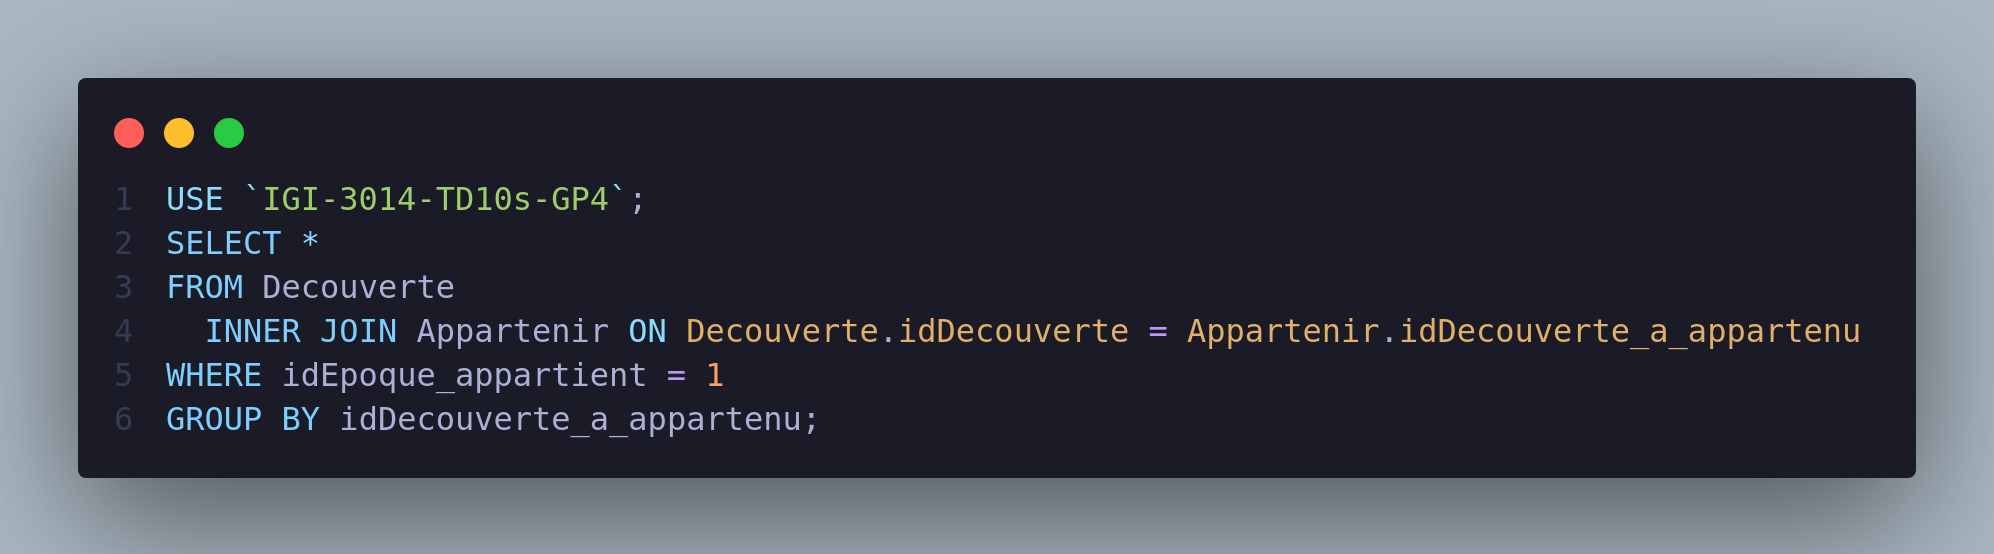 1 USE `IGI-3014-TD10s-GP4`;
2 SELECT *
3 FROM Decouverte
4   INNER JOIN Appartenir ON Decouverte.idDecouverte = Appartenir.idDecouverte_a_appartenu
5 WHERE idEpoque_appartient = 1
6 GROUP BY idDecouverte_a_appartenu;